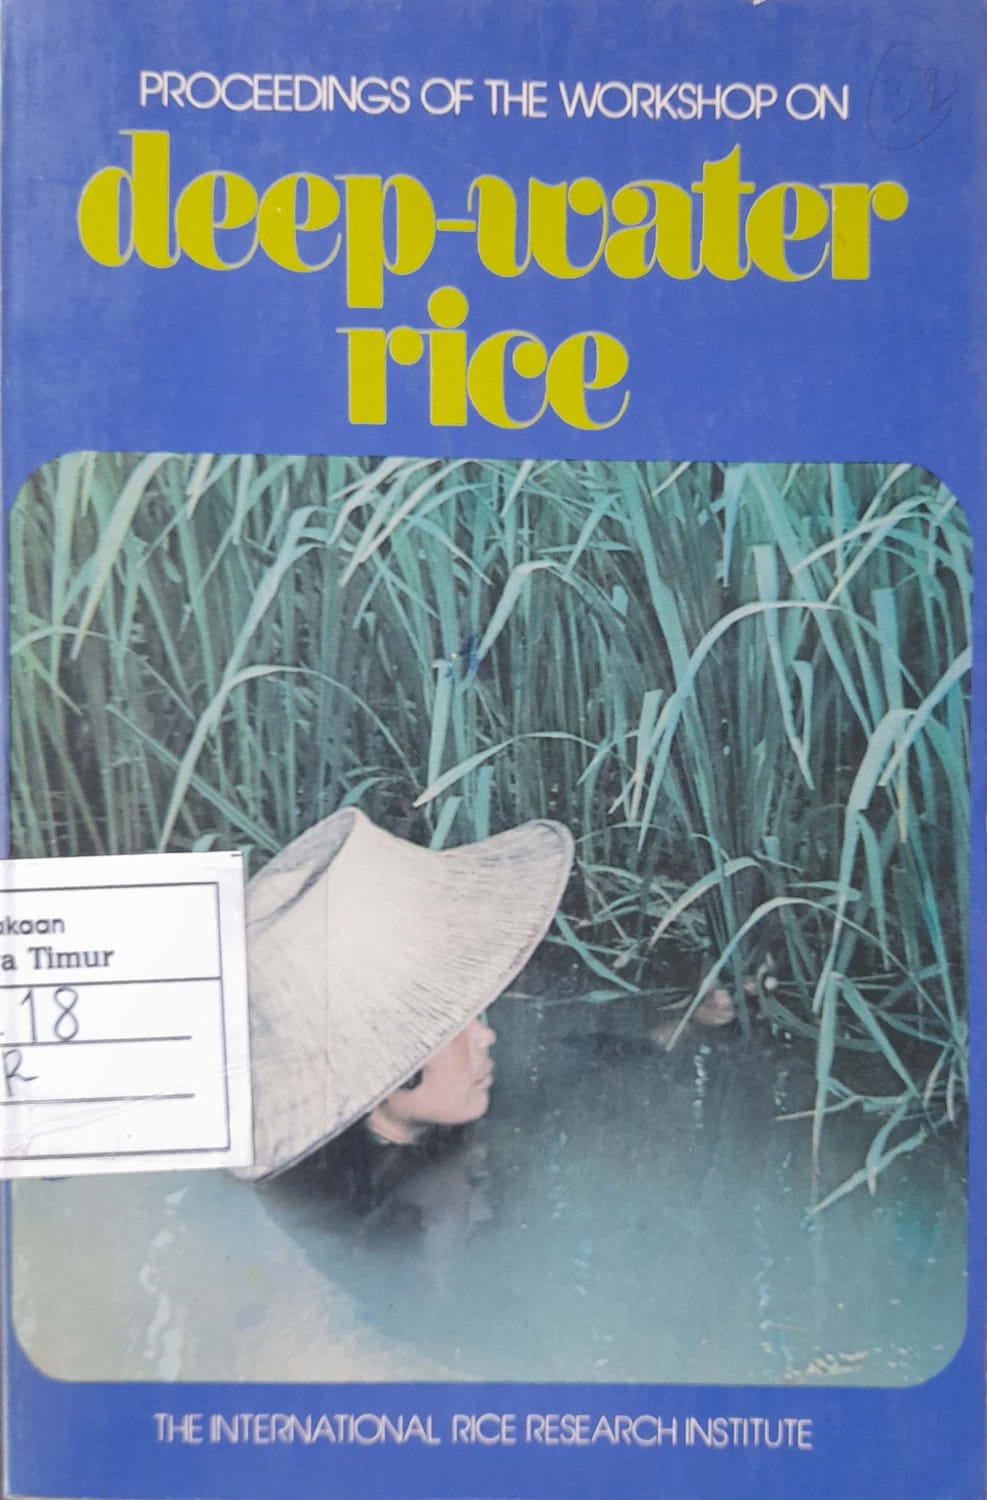 PROCEEDINGS OF THE WORKSHOP ON
deep-water
rice
akaan
a Timur
18
R
THE INTERNATIONAL RICE RESEARCH INSTITUTE